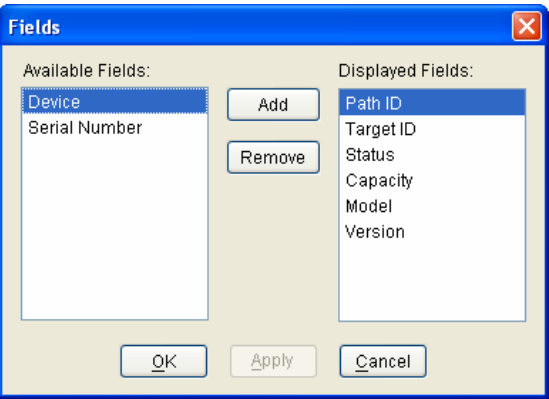 Fields
Available Fields:
Device
Serial Number
Add
Remove
Displayed Fields:
Path ID
Target ID
Status
Capacity
Model
Version
OK
Apply
Cancel